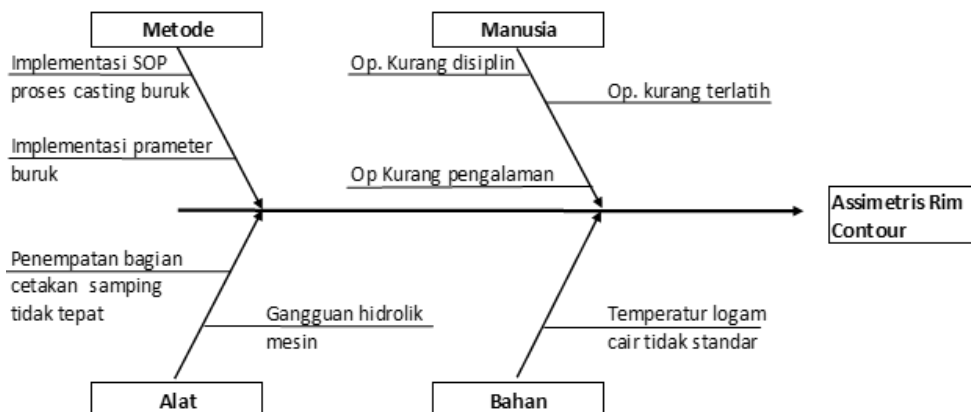 Metode
Manusia
Implementasi SOP
proses casting buruk
Op. Kurang disiplin
Op. kurang terlatih
Implementasi prameter
buruk
Op Kurang pengalaman
Assimetris Rim
Contour
Penempatan bagian
cetakan samping
tidak tepat
Gangguan hidrolik
mesin
Temperatur logam
cair tidak standar
Alat
Bahan